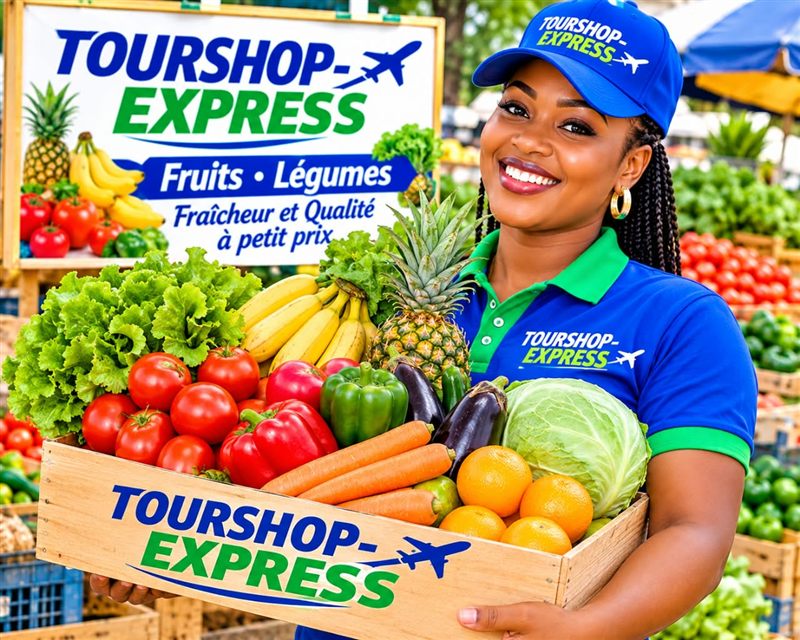 TOURSHOP-
EXPRESS
Fruits • Légumes
Fraîcheur et Qualité
à petit prix
TOURSHOP-
EXPRESS
TOURSHOP-
EXPRESS
TOURSHOP-
EXPRESS